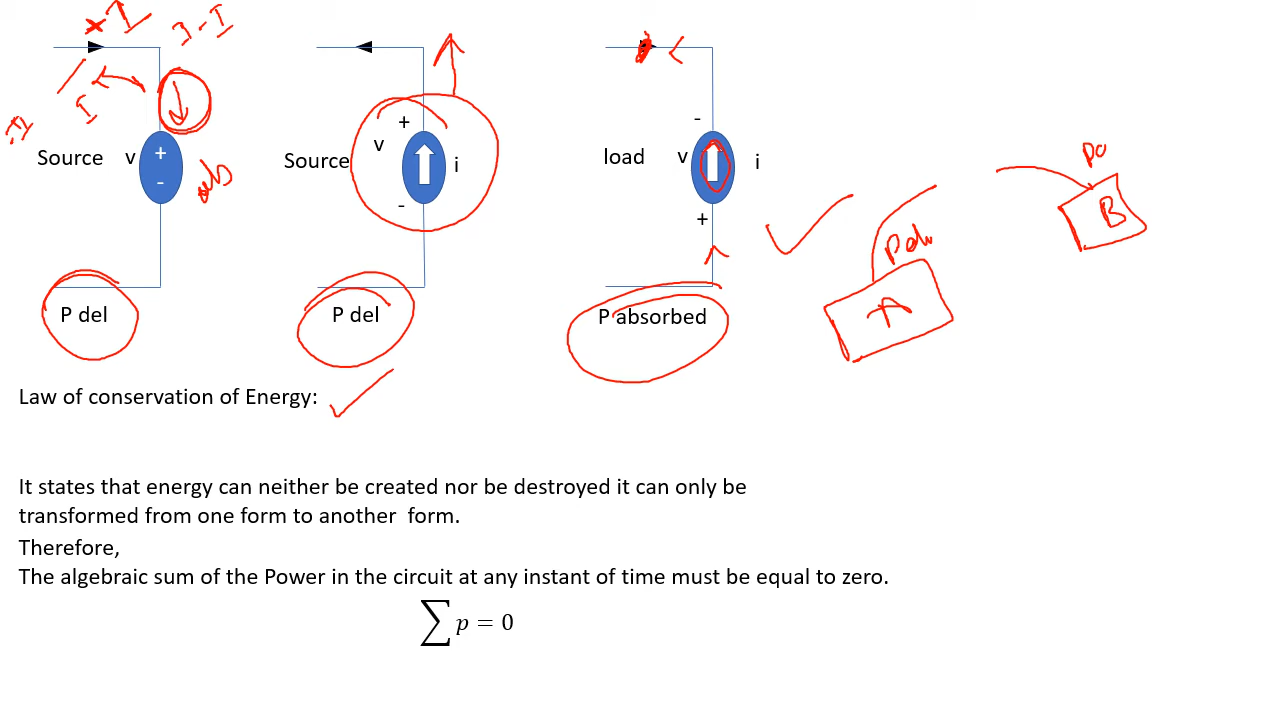 I
I
Source v + -
abs
P del
Source v + - i
P del
load v - + i
P absorbed
P del
A
B
Law of conservation of Energy:
It states that energy can neither be created nor be destroyed it can only be
transformed from one form to another form.
Therefore,
The algebraic sum of the Power in the circuit at any instant of time must be equal to zero.
∑ p = 0